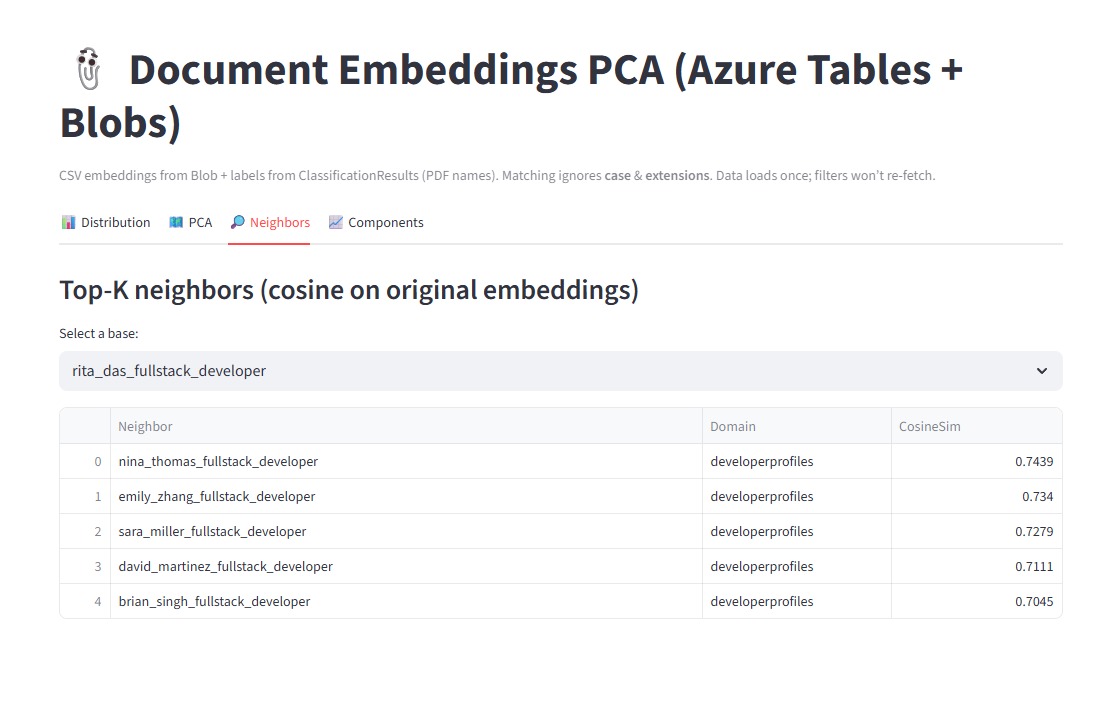 Document Embeddings PCA (Azure Tables +
Blobs)
CSV embeddings from Blob + labels from ClassificationResults (PDF names). Matching ignores case & extensions. Data loads once; filters won't re-fetch.
Distribution PCA Neighbors Components
Top-K neighbors (cosine on original embeddings)
Select a base:
rita_das_fullstack_developer
Neighbor Domain CosineSim
0 nina_thomas_fullstack_developer developerprofiles 0.7439
1 emily_zhang_fullstack_developer developerprofiles 0.734
2 sara_miller_fullstack_developer developerprofiles 0.7279
3 david_martinez_fullstack_developer developerprofiles 0.7111
4 brian_singh_fullstack_developer developerprofiles 0.7045